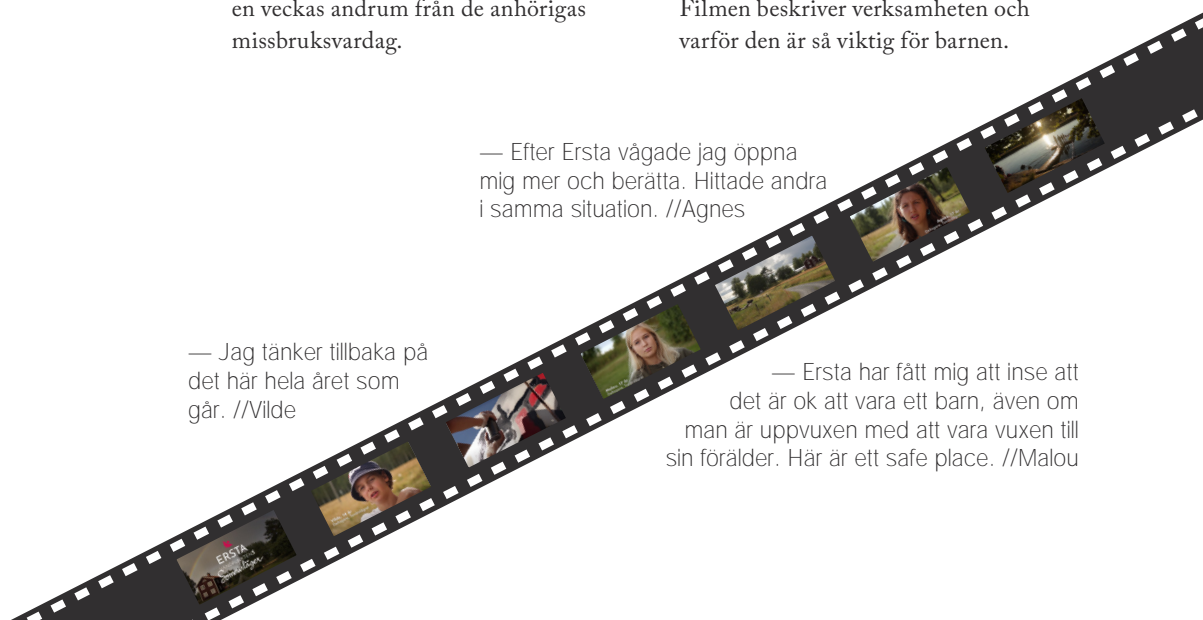 en veckas andrum från de anhörigas
missbruksvardag.
Filmen beskriver verksamheten och
varför den är så viktig för barnen.
— Efter Ersta vågade jag öppna
mig mer och berätta. Hittade andra
i samma situation. //Agnes
— Jag tänker tillbaka på
det här hela året som
går. //Vilde
— Ersta har fått mig att inse att
det är ok att vara ett barn, även om
man är uppvuxen med att vara vuxen till
sin förälder. Här är ett safe place. //Malou
ERSTA
Sommarläger